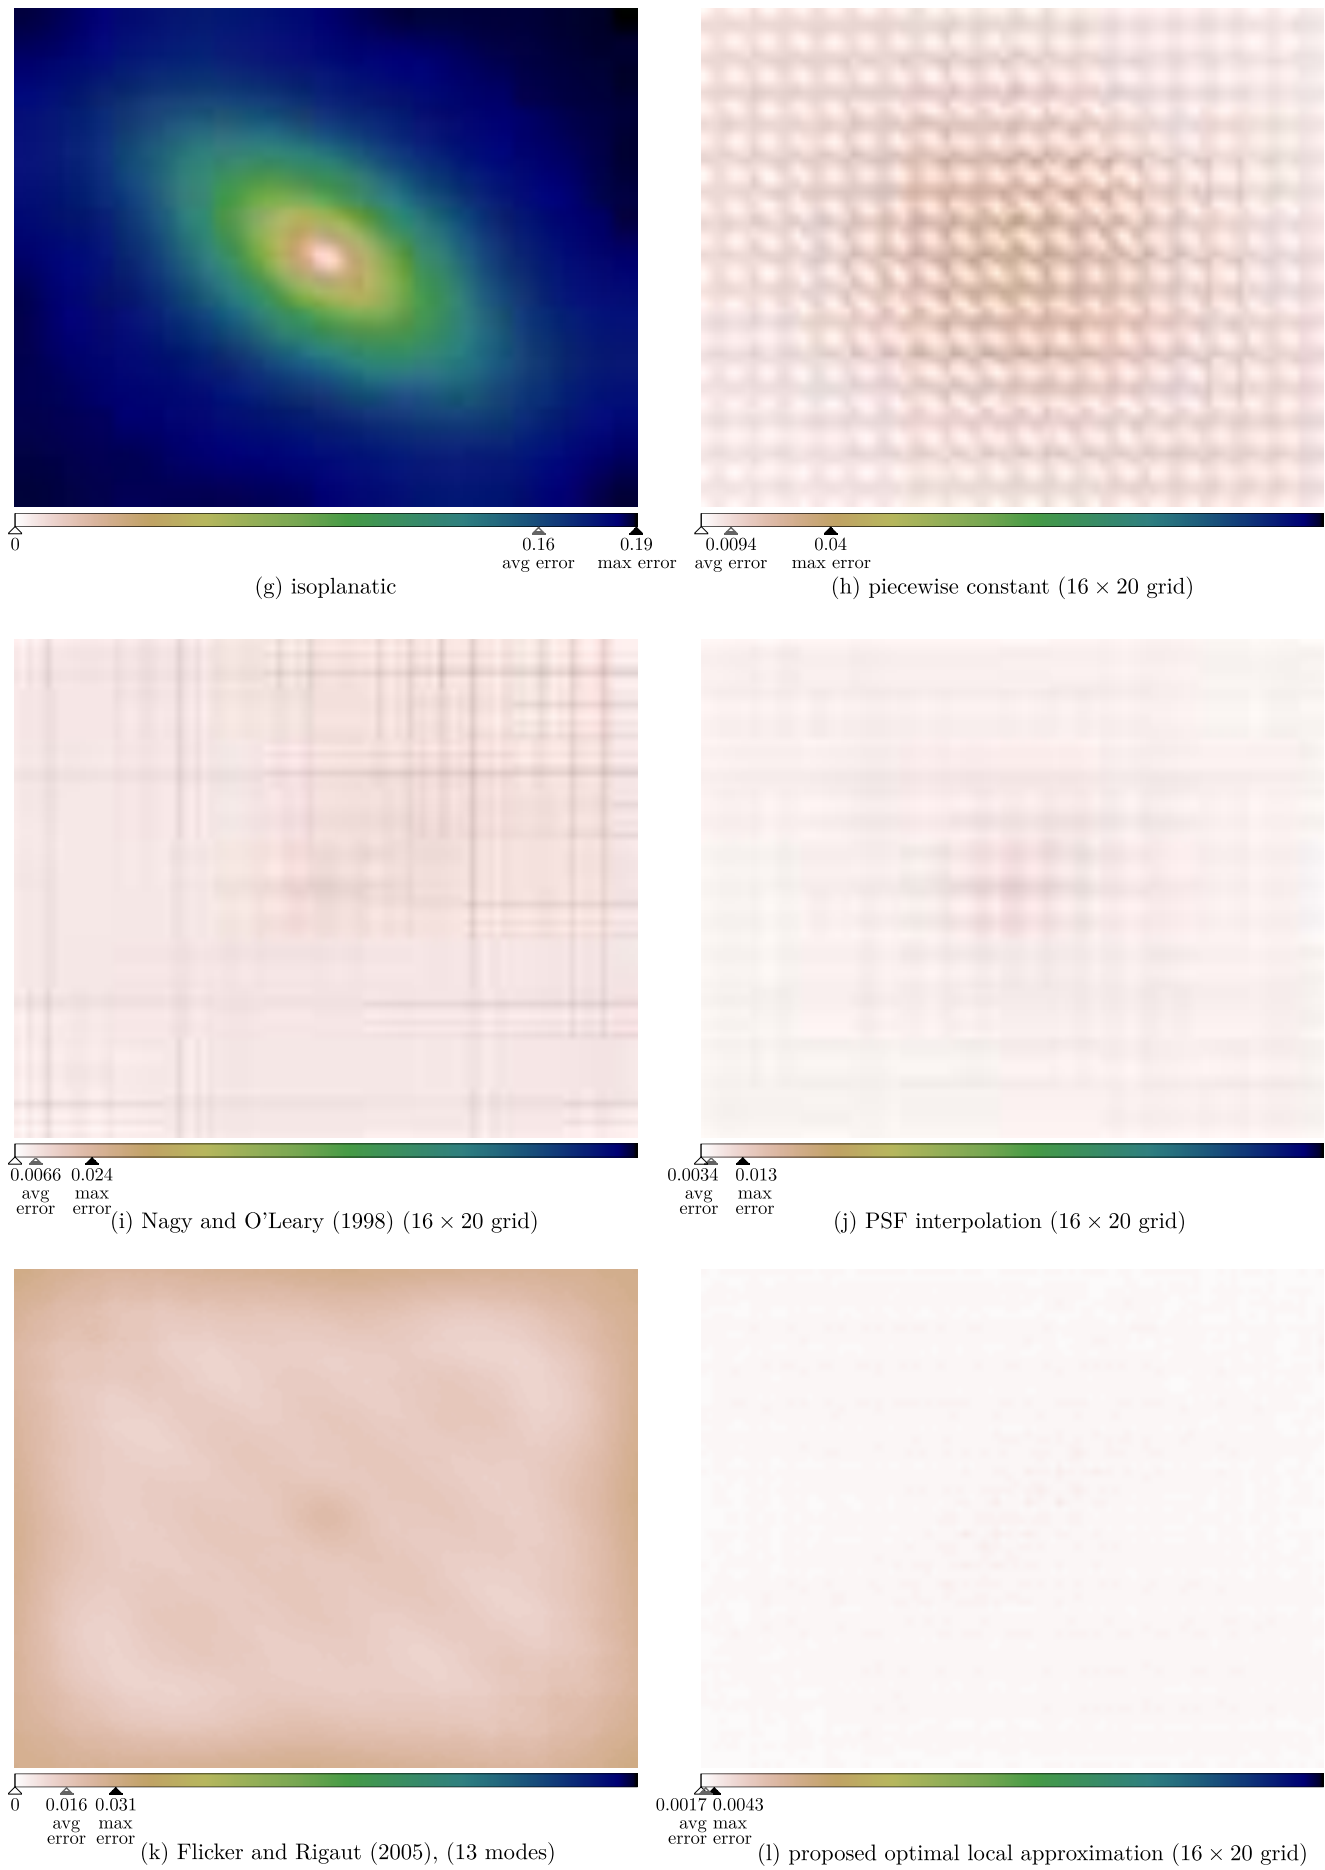 0 0.16 0.19
avg error max error
(g) isoplanatic
0.0094 0.04
avg error max error
(h) piecewise constant (16 × 20 grid)
0.0066 0.024
avg max
error error
(i) Nagy and O'Leary (1998) (16 × 20 grid)
0.0034 0.013
avg max
error error
(j) PSF interpolation (16 × 20 grid)
0 0.016 0.031
avg max
error error
(k) Flicker and Rigaut (2005), (13 modes)
0.0017 0.0043
avg max
error error
(l) proposed optimal local approximation (16 × 20 grid)